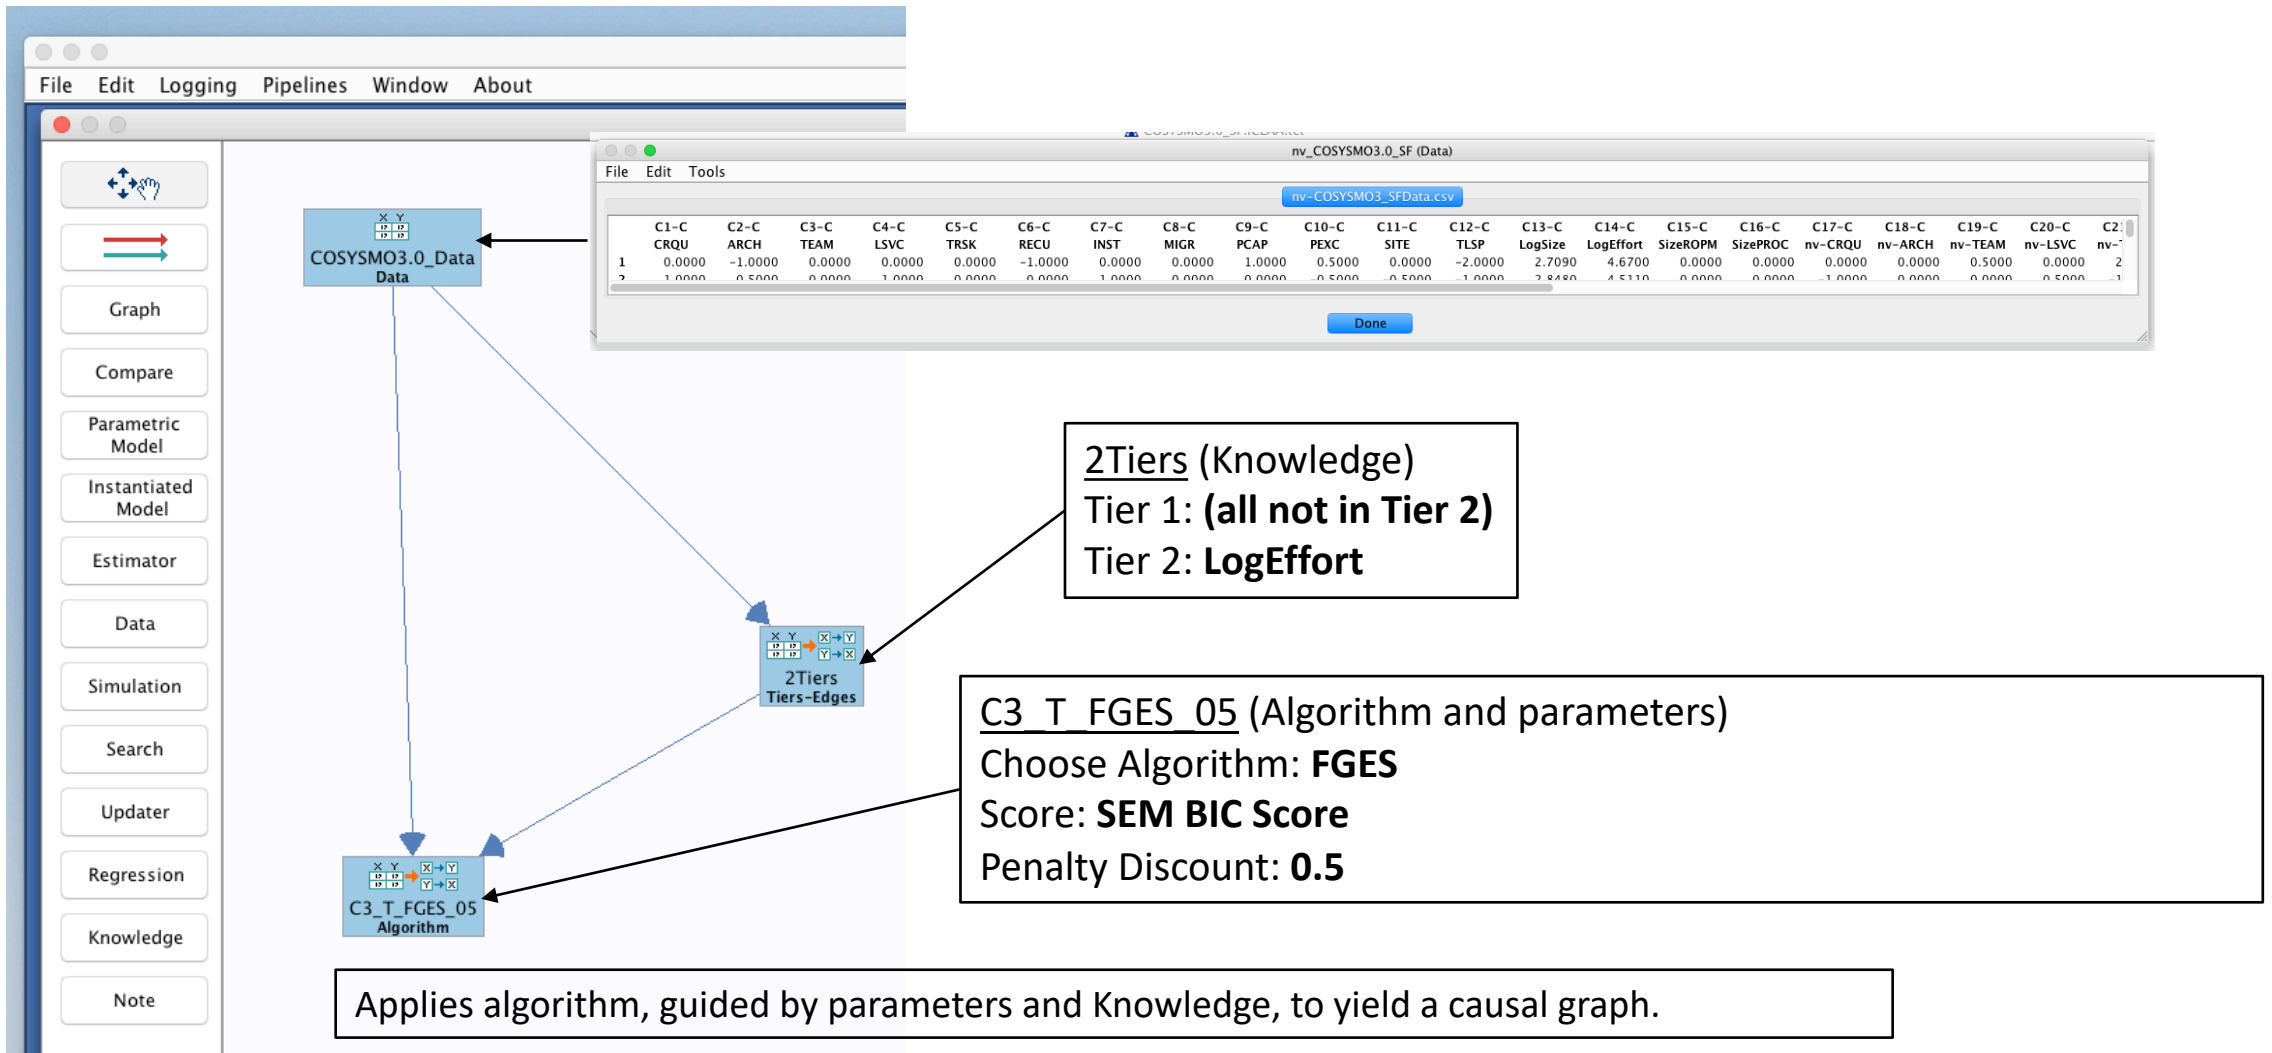 File Edit Logging Pipelines Window About
nv_COSYSMO3.0_SF (Data)
File Edit Tools
nv-COSYSMO3_SFData.csv
C1-C C2-C C3-C C4-C C5-C C6-C C7-C C8-C C9-C C10-C C11-C C12-C C13-C C14-C C15-C C16-C C17-C C18-C C19-C C20-C
CRQU ARCH TEAM LSVC TRSK RECU INST MIGR PCAP PEXC SITE TLSP LogSize LogEffort SizeROPM SizePROC nv-CRQU nv-ARCH nv-TEAM nv-LSVC
1 0.0000 -1.0000 0.0000 0.0000 0.0000 -1.0000 0.0000 0.0000 1.0000 0.5000 0.0000 -2.0000 2.7090 4.6700 0.0000 0.0000 0.0000 0.0000 0.5000 0.0000
Done
X Y
COSYSMO3.0_Data
Data
Graph
Compare
Parametric
Model
Instantiated
Model
Estimator
Data
Simulation
Search
Updater
Regression
Knowledge
Note
2Tiers (Knowledge)
Tier 1: (all not in Tier 2)
Tier 2: LogEffort
X Y X Y
Y X
2Tiers
Tiers-Edges
C3_T_FGES_05 (Algorithm and parameters)
Choose Algorithm: FGES
Score: SEM BIC Score
Penalty Discount: 0.5
X Y X Y
Y X
C3_T_FGES_05
Algorithm
Applies algorithm, guided by parameters and Knowledge, to yield a causal graph.